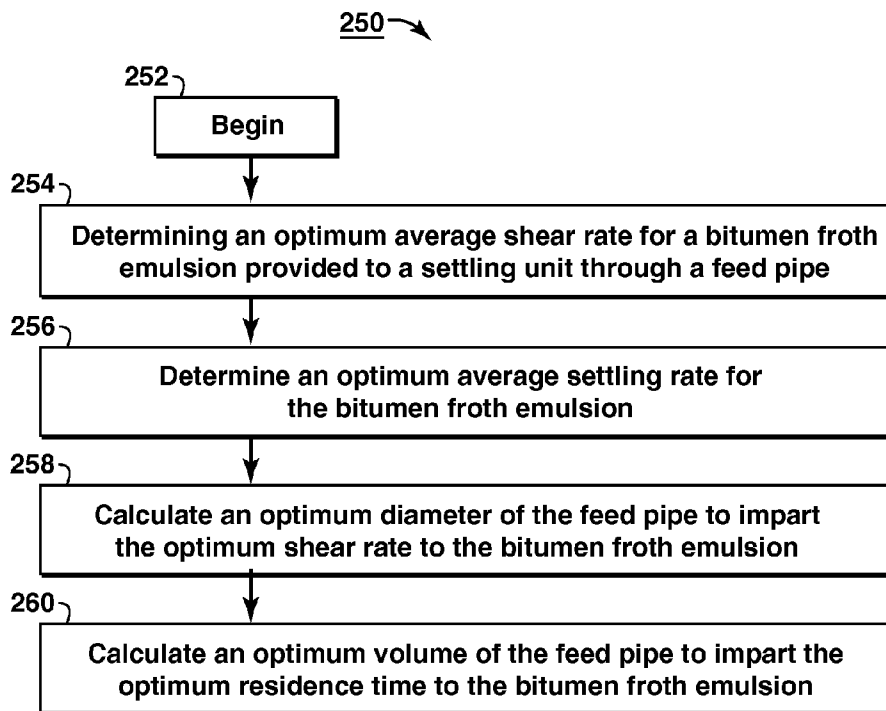 250
252
Begin
254
Determining an optimum average shear rate for a bitumen froth
emulsion provided to a settling unit through a feed pipe
256
Determine an optimum average settling rate for
the bitumen froth emulsion
258
Calculate an optimum diameter of the feed pipe to impart
the optimum shear rate to the bitumen froth emulsion
260
Calculate an optimum volume of the feed pipe to impart the
optimum residence time to the bitumen froth emulsion